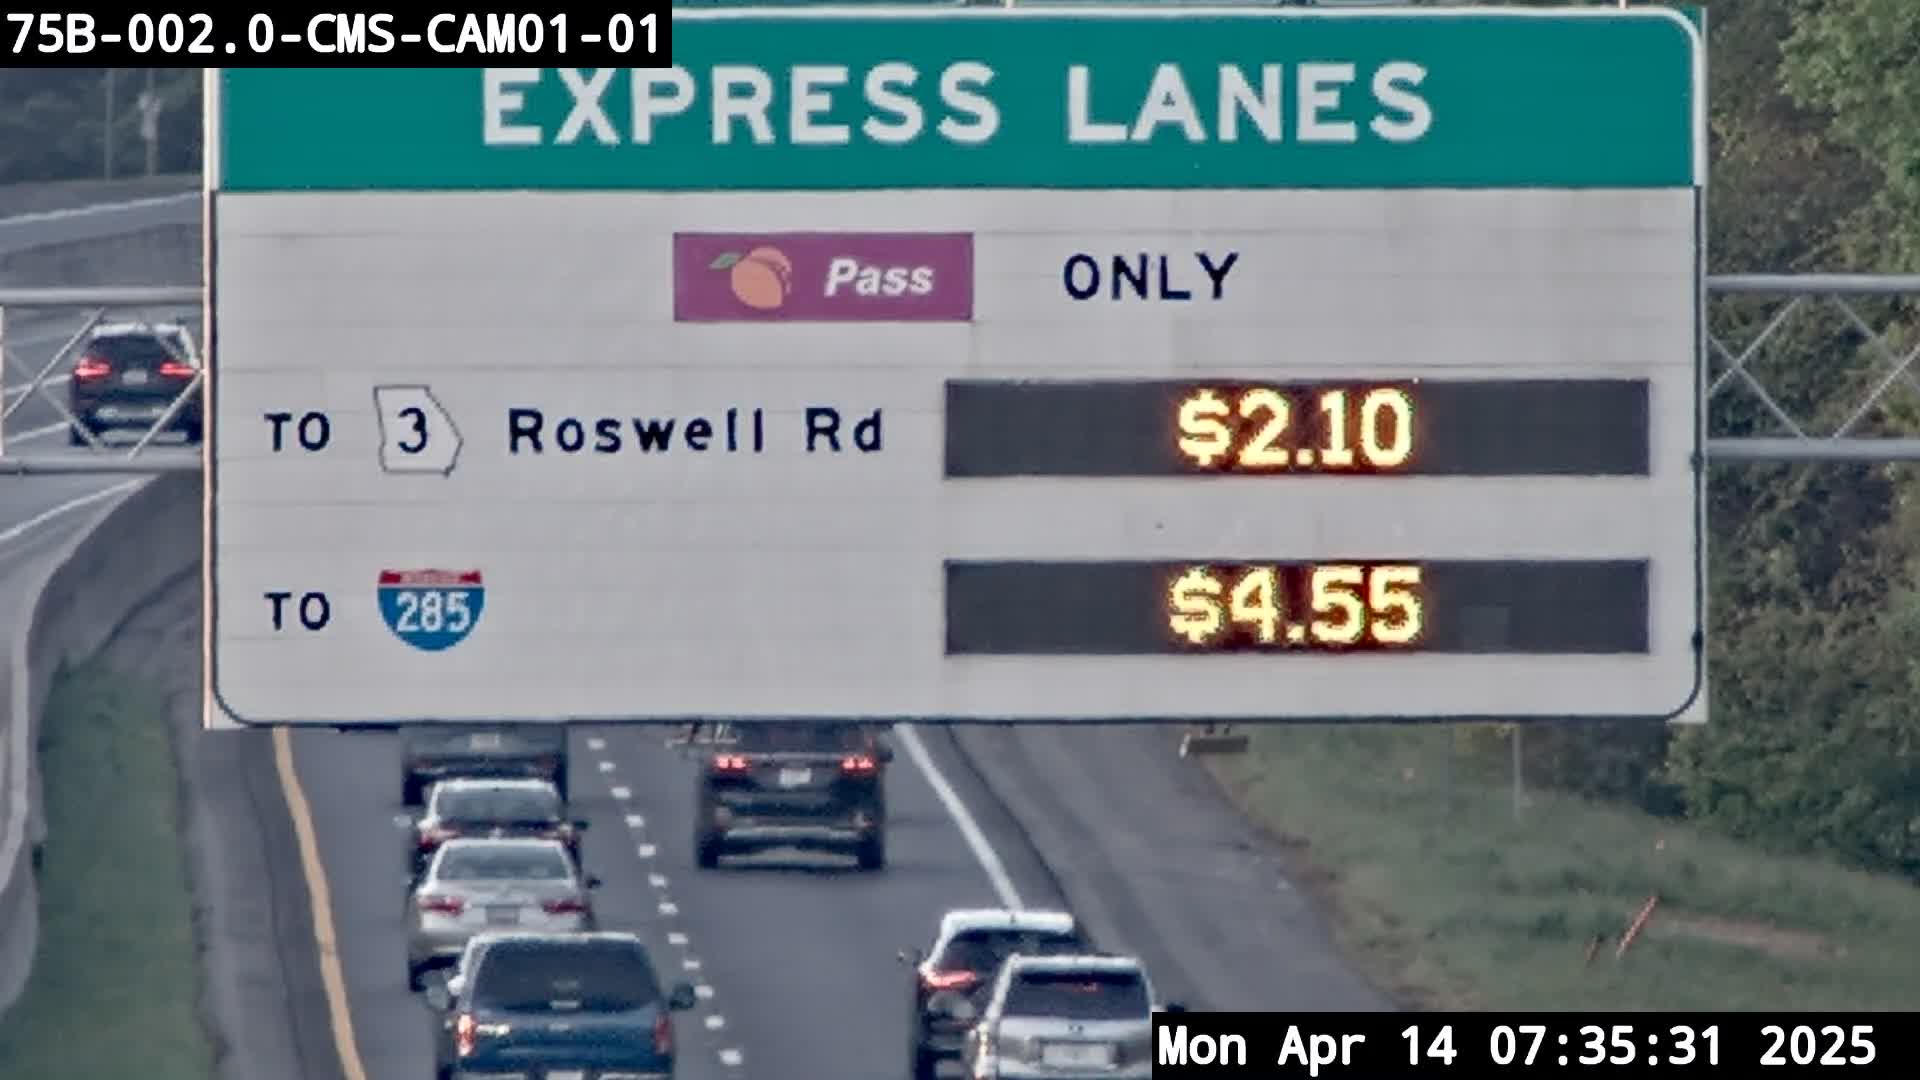 75B-002.0-CMS-CAM01-01
EXPRESS LANES
Pass ONLY
TO 3 Roswell Rd $2.10
TO 285 $4.55
Mon Apr 14 07:35:31 2025